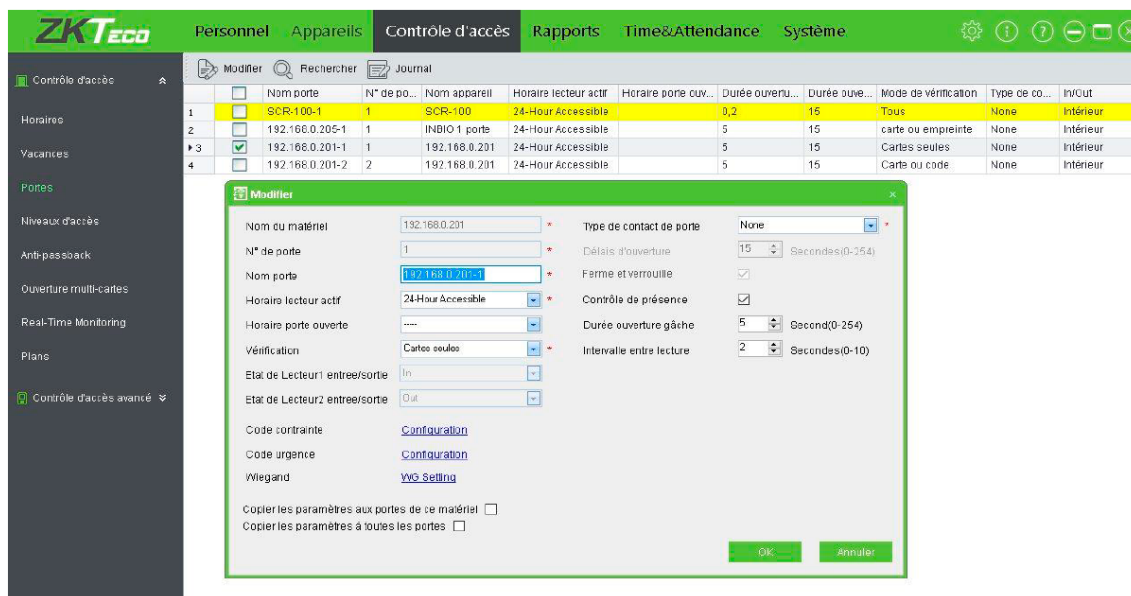 ZKTeco
Personnel Appareils Contrôle d'accès Rapports Time&Attendance Système
Contrôle d'accès
Horaires
Vacances
Portes
Niveaux d'accès
Anti-passback
Ouverture multi-cartes
Real-Time Monitoring
Plans
Contrôle d'accès avancé
Modifier Rechercher Journal
Nom porte N° de po... Nom appareil Horaire lecteur actif Horaire porte ouv... Durée ouvertu... Durée ouve... Mode de vérification Type de co... In/Out
1 SCR-100-1 1 SCR-100 24-Hour Accessible 0,2 15 Tous None Intérieur
2 192.168.0.205-1 1 INBIO 1 porte 5 15 carte ou empreinte None Intérieur
3 192.168.0.201-1 1 192.168.0.201 24-Hour Accessible 5 15 Cartes seules None Intérieur
4 192.168.0.201-2 2 192.168.0.201 24-Hour Accessible 5 15 Carte ou code None Intérieur
Modifier
Nom du matériel 192.168.0.201 *
N° de porte 1 *
Nom porte 192.168.0.201-1 *
Horaire lecteur actif 24-Hour Accessible *
Horaire porte ouverte -----
Vérification Cartes seules *
Etat de Lecteur1 entree/sortie In
Etat de Lecteur2 entree/sortie Out
Code contrainte Configuration
Code urgence Configuration
Wiegand WG Setting
Type de contact de porte None *
Délais d'ouverture 15 Secondes(0-254)
Ferme et verrouille
Contrôle de présence
Durée ouverture gâche 5 Second(0-254)
Intervalle entre lecture 2 Secondes(0-10)
Copier les paramètres aux portes de ce matériel
Copier les paramètres à toutes les portes
OK Annuler